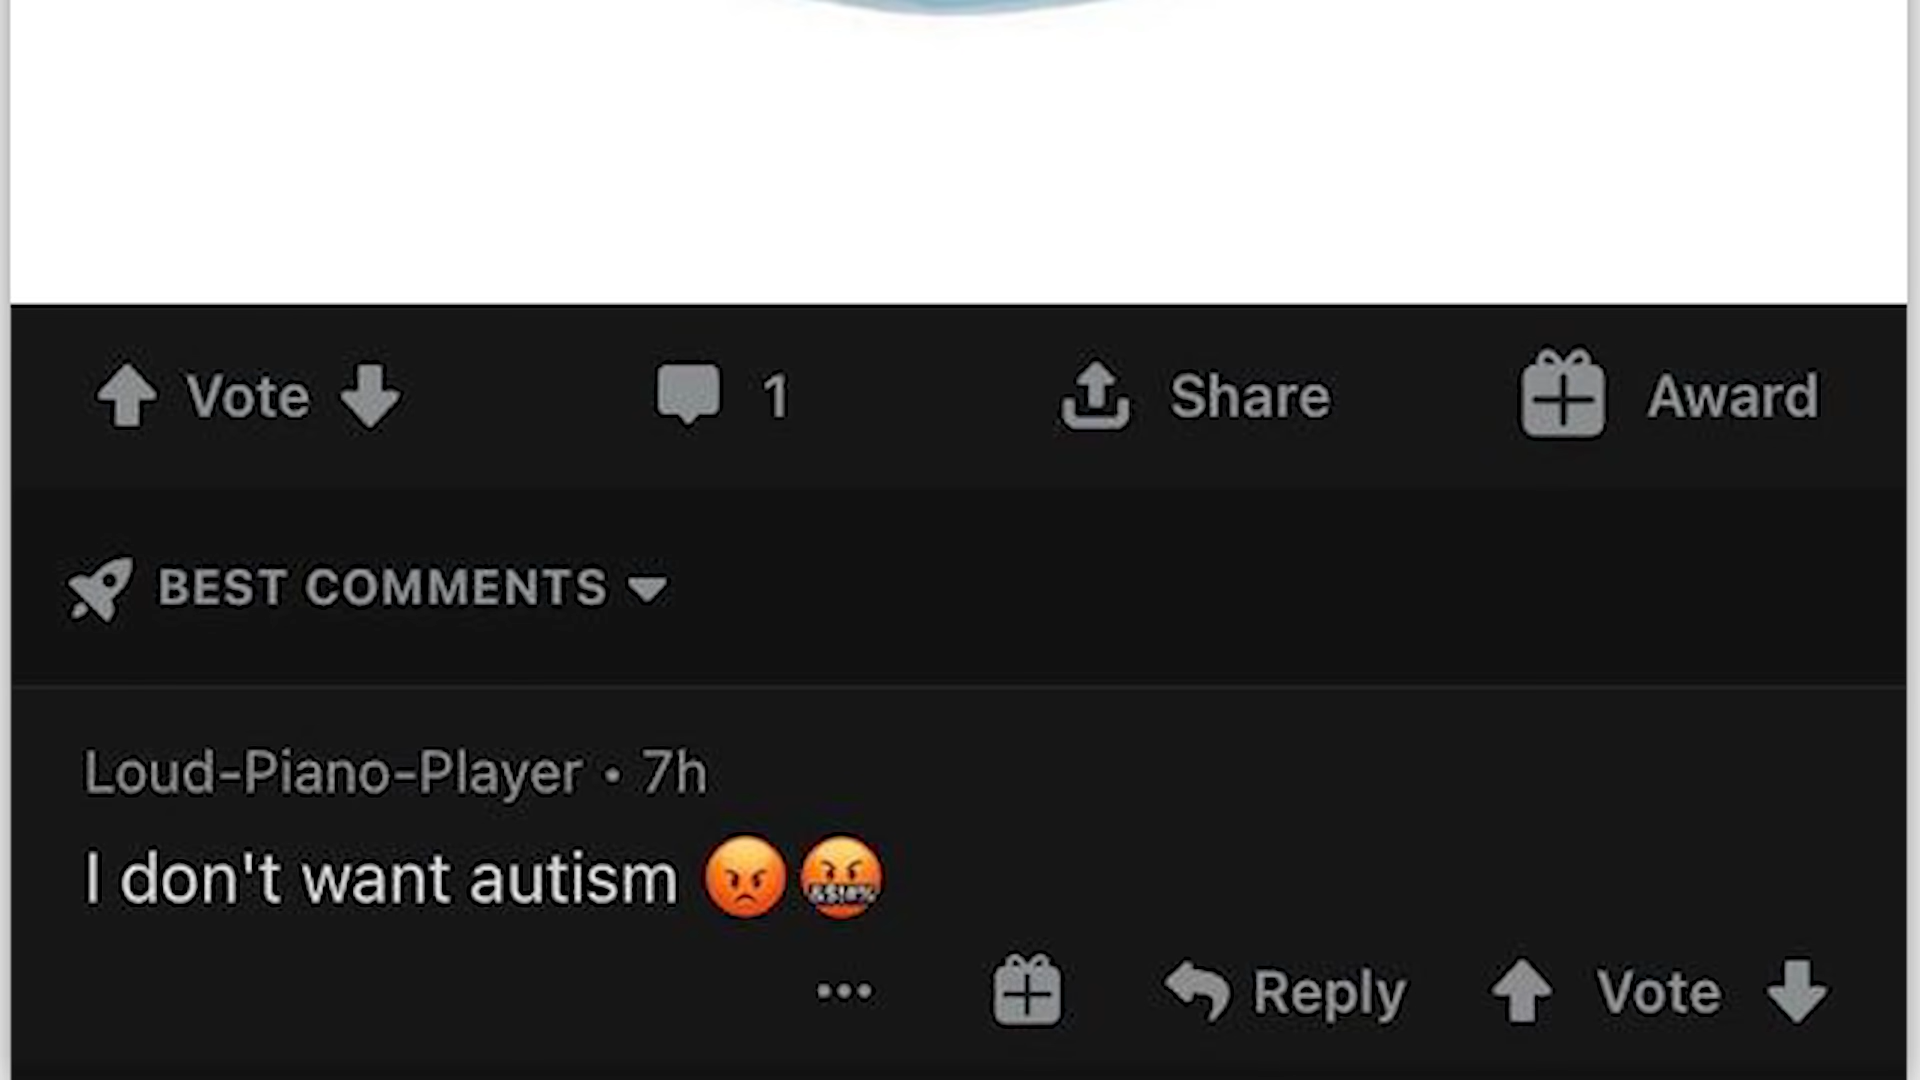 Vote 1 Share Award
BEST COMMENTS
Loud-Piano-Player • 7h
I don't want autism 😡🤬
Reply Vote